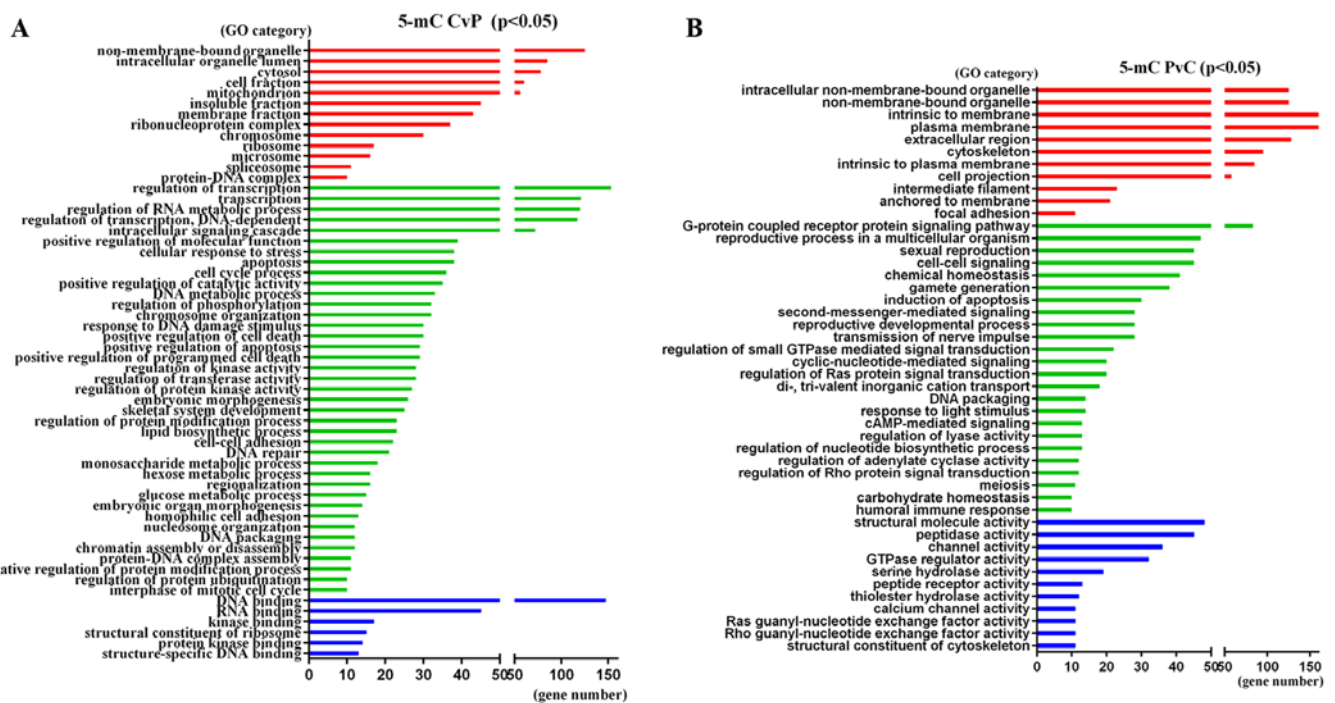 A
5-mC CvP (p<0.05)
(GO category)
non-membrane-bound organelle
intracellular organelle lumen
cytosol
cell fraction
mitochondrion
insoluble fraction
membrane fraction
ribonucleoprotein complex
chromosome
ribosome
microsome
spliceosome
protein-DNA complex
regulation of transcription
transcription
regulation of RNA metabolic process
regulation of transcription, DNA-dependent
intracellular signaling cascade
positive regulation of molecular function
cellular response to stress
apoptosis
cell cycle process
positive regulation of catalytic activity
DNA metabolic process
regulation of phosphorylation
chromosome organization
response to DNA damage stimulus
positive regulation of cell death
positive regulation of apoptosis
positive regulation of programmed cell death
regulation of kinase activity
regulation of transferase activity
regulation of protein kinase activity
embryonic morphogenesis
skeletal system development
regulation of protein modification process
lipid biosynthetic process
cell-cell adhesion
DNA repair
monosaccharide metabolic process
hexose metabolic process
regionalization
glucose metabolic process
embryonic organ morphogenesis
homophilic cell adhesion
nucleosome organization
DNA packaging
chromatin assembly or disassembly
protein-DNA complex assembly
ative regulation of protein modification process
regulation of protein ubiquitination
interphase of mitotic cell cycle
DNA binding
RNA binding
kinase binding
structural constituent of ribosome
protein kinase binding
structure-specific DNA binding
0 10 20 30 40 50 50 100 150
(gene number)
B
5-mC PvC (p<0.05)
(GO category)
intracellular non-membrane-bound organelle
non-membrane-bound organelle
intrinsic to membrane
plasma membrane
extracellular region
cytoskeleton
intrinsic to plasma membrane
cell projection
intermediate filament
anchored to membrane
focal adhesion
G-protein coupled receptor protein signaling pathway
reproductive process in a multicellular organism
sexual reproduction
cell-cell signaling
chemical homeostasis
gamete generation
induction of apoptosis
second-messenger-mediated signaling
reproductive developmental process
transmission of nerve impulse
regulation of small GTPase mediated signal transduction
cyclic-nucleotide-mediated signaling
regulation of Ras protein signal transduction
di-, tri-valent inorganic cation transport
DNA packaging
response to light stimulus
cAMP-mediated signaling
regulation of lyase activity
regulation of nucleotide biosynthetic process
regulation of adenylate cyclase activity
regulation of Rho protein signal transduction
meiosis
carbohydrate homeostasis
humoral immune response
structural molecule activity
peptidase activity
channel activity
GTPase regulator activity
serine hydrolase activity
peptide receptor activity
thiolester hydrolase activity
calcium channel activity
Ras guanyl-nucleotide exchange factor activity
Rho guanyl-nucleotide exchange factor activity
structural constituent of cytoskeleton
0 10 20 30 40 50 50 100 150
(gene number)